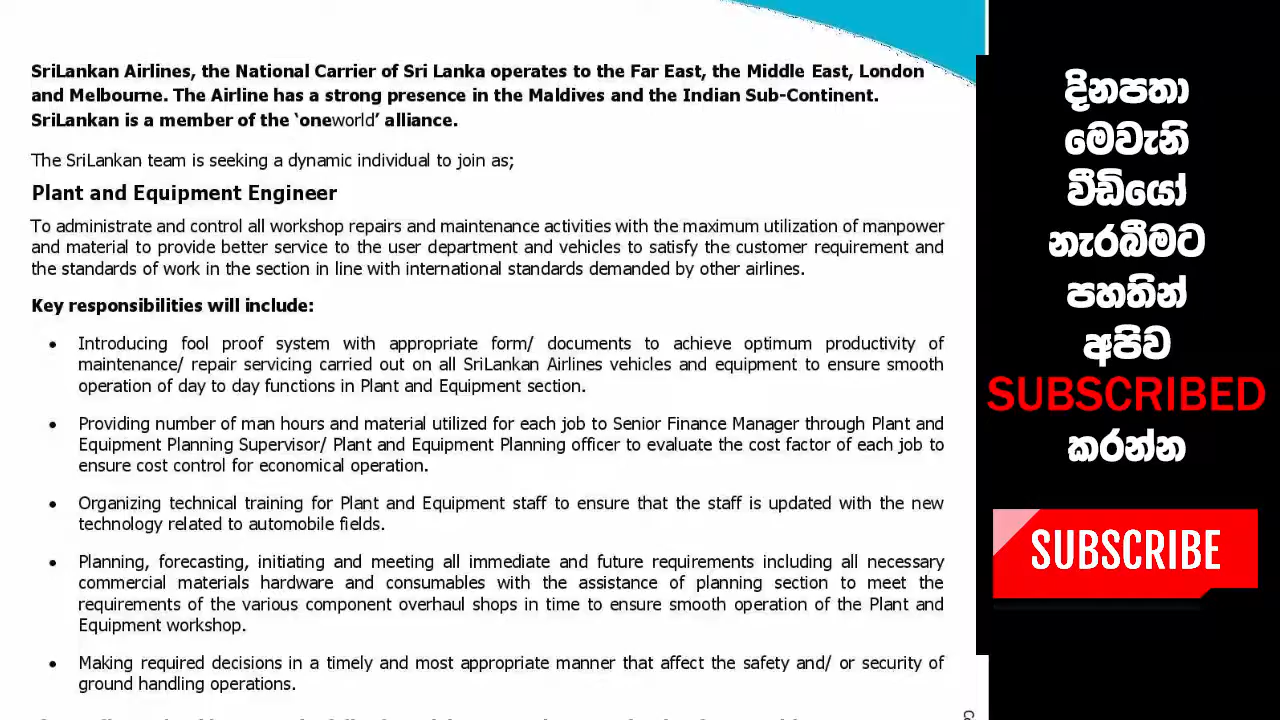 SriLankan Airlines, the National Carrier of Sri Lanka operates to the Far East, the Middle East, London
and Melbourne. The Airline has a strong presence in the Maldives and the Indian Sub-Continent.
SriLankan is a member of the ‘oneworld’ alliance.
The SriLankan team is seeking a dynamic individual to join as;
Plant and Equipment Engineer
To administrate and control all workshop repairs and maintenance activities with the maximum utilization of manpower
and material to provide better service to the user department and vehicles to satisfy the customer requirement and
the standards of work in the section in line with international standards demanded by other airlines.
Key responsibilities will include:
• Introducing fool proof system with appropriate form/ documents to achieve optimum productivity of
maintenance/ repair servicing carried out on all SriLankan Airlines vehicles and equipment to ensure smooth
operation of day to day functions in Plant and Equipment section.
• Providing number of man hours and material utilized for each job to Senior Finance Manager through Plant and
Equipment Planning Supervisor/ Plant and Equipment Planning officer to evaluate the cost factor of each job to
ensure cost control for economical operation.
• Organizing technical training for Plant and Equipment staff to ensure that the staff is updated with the new
technology related to automobile fields.
• Planning, forecasting, initiating and meeting all immediate and future requirements including all necessary
commercial materials hardware and consumables with the assistance of planning section to meet the
requirements of the various component overhaul shops in time to ensure smooth operation of the Plant and
Equipment workshop.
• Making required decisions in a timely and most appropriate manner that affect the safety and/ or security of
ground handling operations.
දිනපතා
මෙවැනි
වීඩියෝ
නැරබීමට
පහතින්
අපිව
SUBSCRIBED
කරන්න
SUBSCRIBE